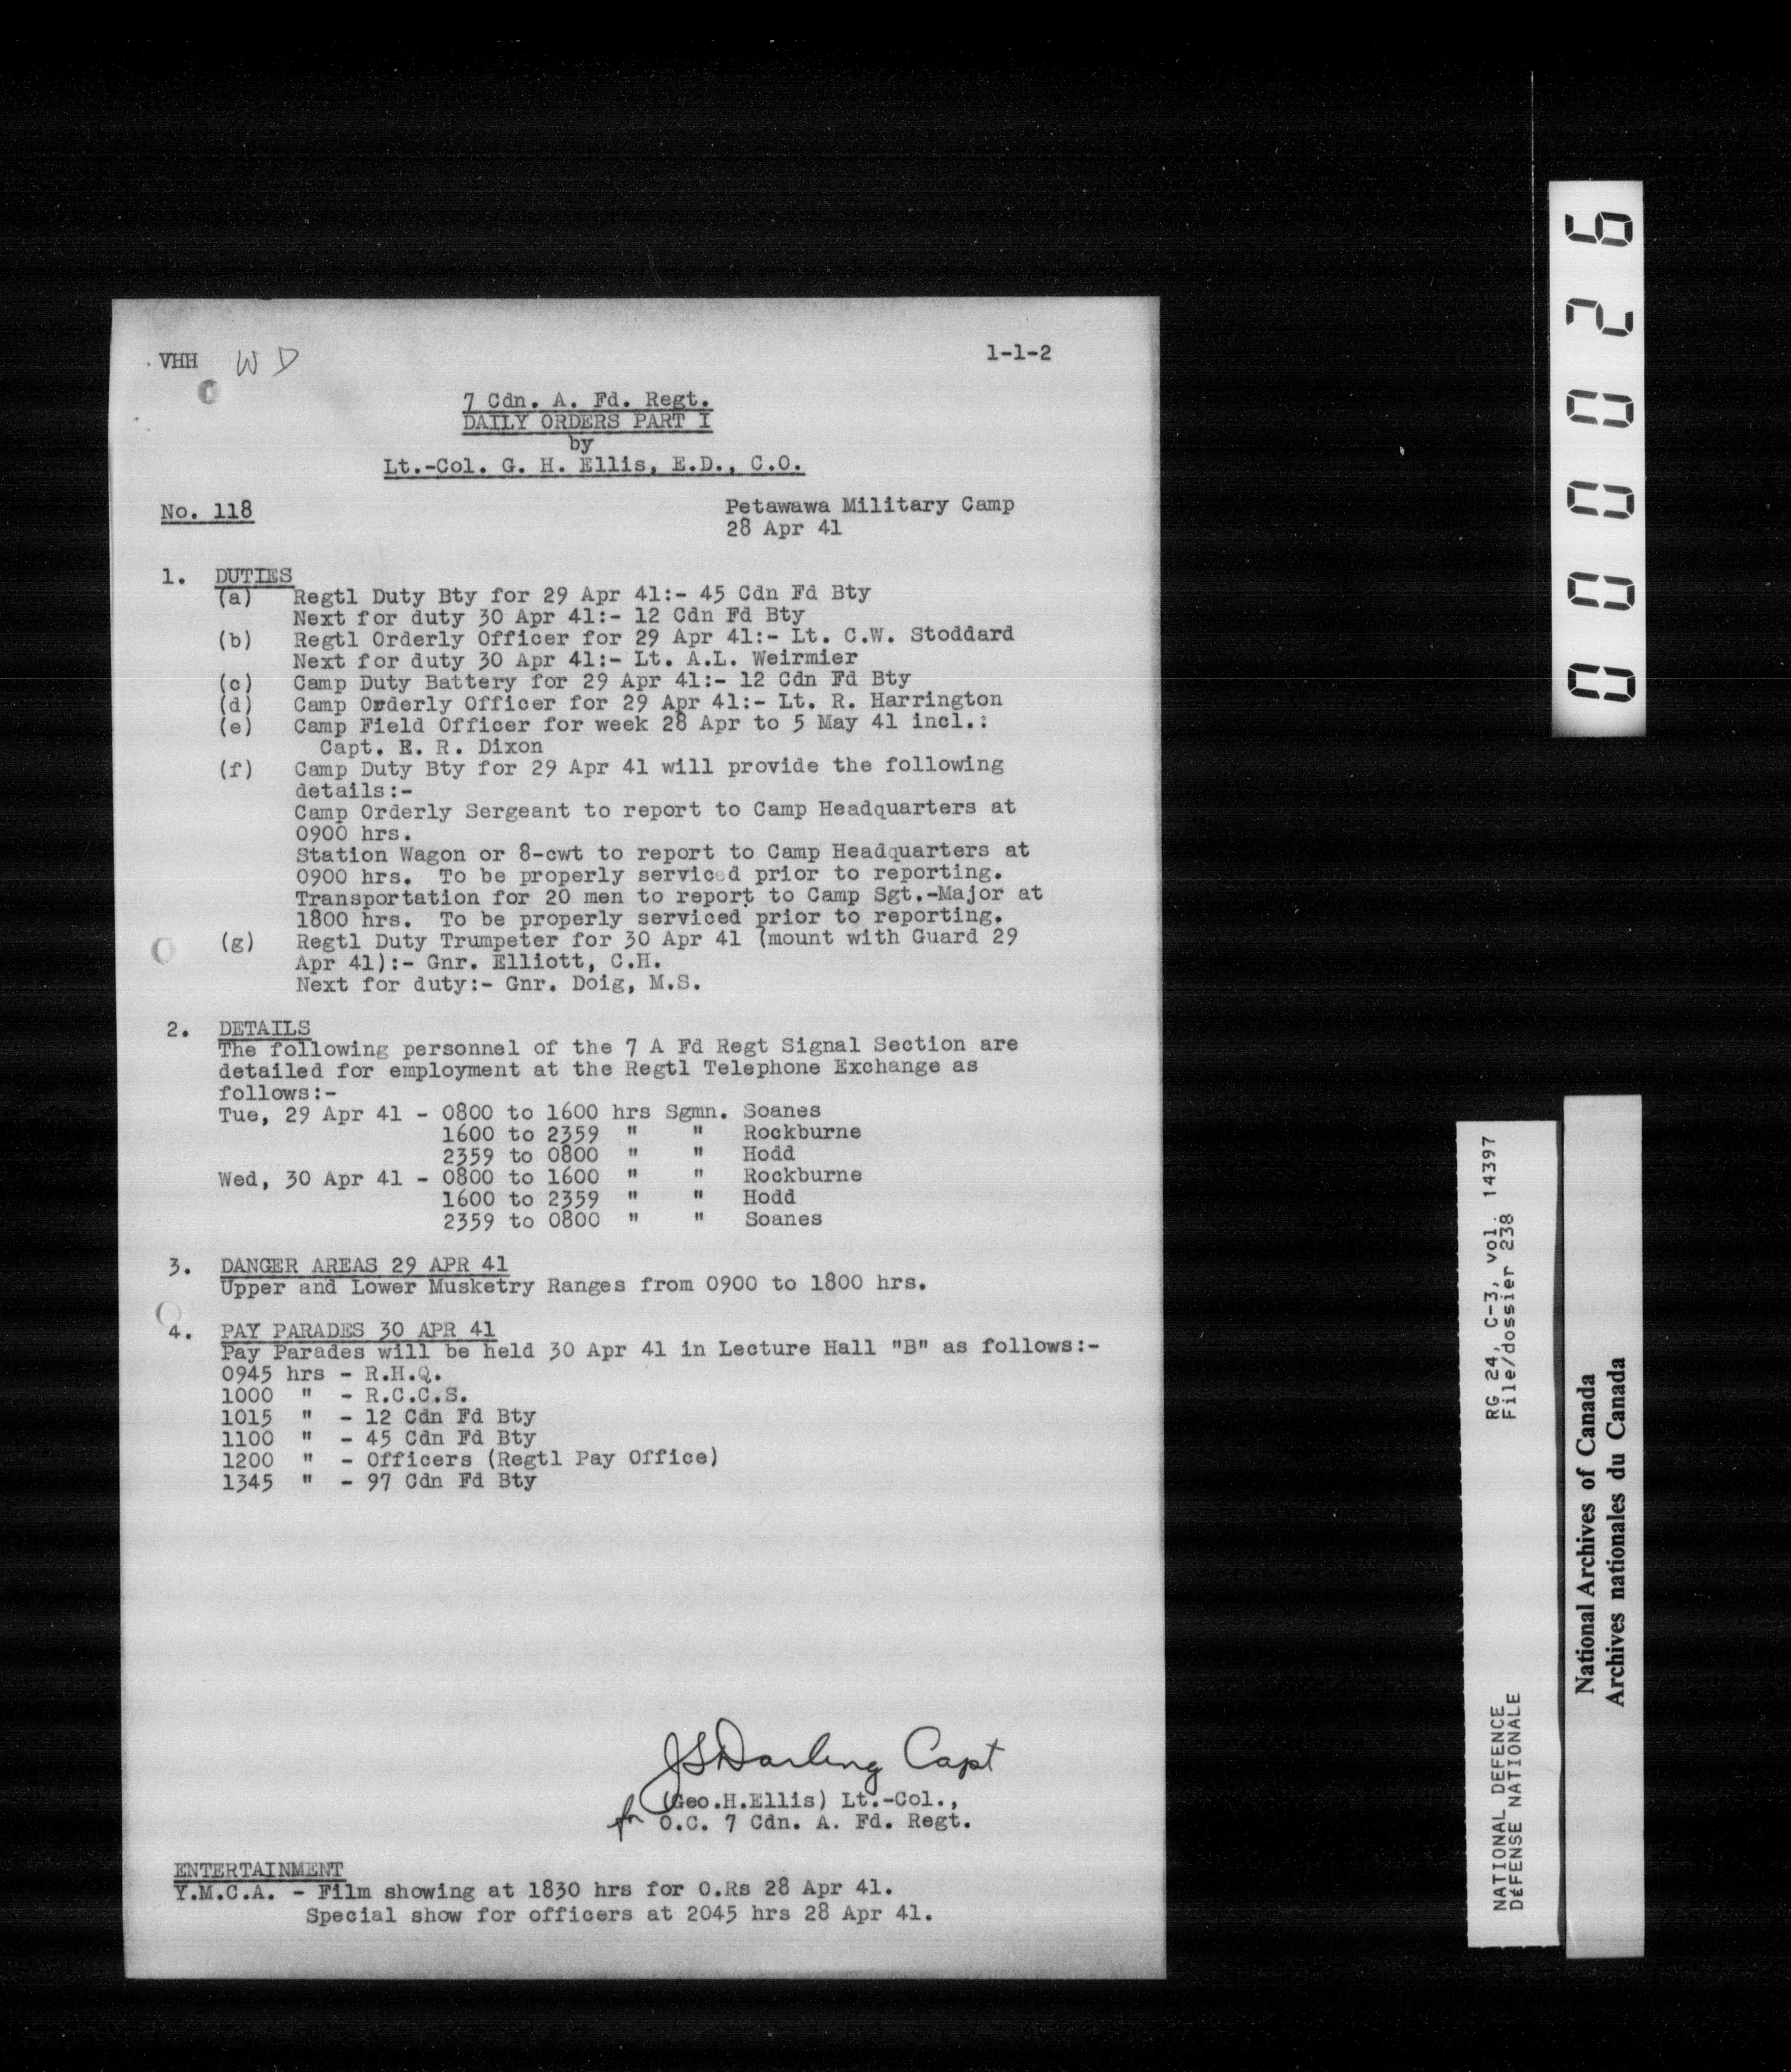 VHH W D 1-1-2
7 Cdn. A. Fd. Regt.
DAILY ORDERS PART I
by
Lt.-Col. G. H. Ellis, E.D., C.O.
No. 118 Petawawa Military Camp
28 Apr 41
1. DUTIES
(a) Regtl Duty Bty for 29 Apr 41:- 45 Cdn Fd Bty
Next for duty 30 Apr 41:- 12 Cdn Fd Bty
(b) Regtl Orderly Officer for 29 Apr 41:- Lt. C.W. Stoddard
Next for duty 30 Apr 41:- Lt. A.L. Weirmier
(c) Camp Duty Battery for 29 Apr 41:- 12 Cdn Fd Bty
(d) Camp Orderly Officer for 29 Apr 41:- Lt. R. Harrington
(e) Camp Field Officer for week 28 Apr to 5 May 41 incl.:
Capt. E. R. Dixon
(f) Camp Duty Bty for 29 Apr 41 will provide the following
details:-
Camp Orderly Sergeant to report to Camp Headquarters at
0900 hrs.
Station Wagon or 8-cwt to report to Camp Headquarters at
0900 hrs. To be properly serviced prior to reporting.
Transportation for 20 men to report to Camp Sgt.-Major at
1800 hrs. To be properly serviced prior to reporting.
(g) Regtl Duty Trumpeter for 30 Apr 41 (mount with Guard 29
Apr 41):- Gnr. Elliott, C.H.
Next for duty:- Gnr. Doig, M.S.
2. DETAILS
The following personnel of the 7 A Fd Regt Signal Section are
detailed for employment at the Regtl Telephone Exchange as
follows:-
Tue, 29 Apr 41 - 0800 to 1600 hrs Sgmn. Soanes
1600 to 2359 " " Rockburne
2359 to 0800 " " Hodd
Wed, 30 Apr 41 - 0800 to 1600 " " Rockburne
1600 to 2359 " " Hodd
2359 to 0800 " " Soanes
3. DANGER AREAS 29 APR 41
Upper and Lower Musketry Ranges from 0900 to 1800 hrs.
4. PAY PARADES 30 APR 41
Pay Parades will be held 30 Apr 41 in Lecture Hall "B" as follows:-
0945 hrs - R.H.Q.
1000 " - R.C.C.S.
1015 " - 12 Cdn Fd Bty
1100 " - 45 Cdn Fd Bty
1200 " - Officers (Regtl Pay Office)
1345 " - 97 Cdn Fd Bty
JSDarling Capt
(Geo.H.Ellis) Lt.-Col.,
for O.C. 7 Cdn. A. Fd. Regt.
ENTERTAINMENT
Y.M.C.A. - Film showing at 1830 hrs for O.Rs 28 Apr 41.
Special show for officers at 2045 hrs 28 Apr 41.
000026
NATIONAL DEFENCE RG 24, C-3, vol. 14397
DÉFENSE NATIONALE File/dossier 238
National Archives of Canada
Archives nationales du Canada